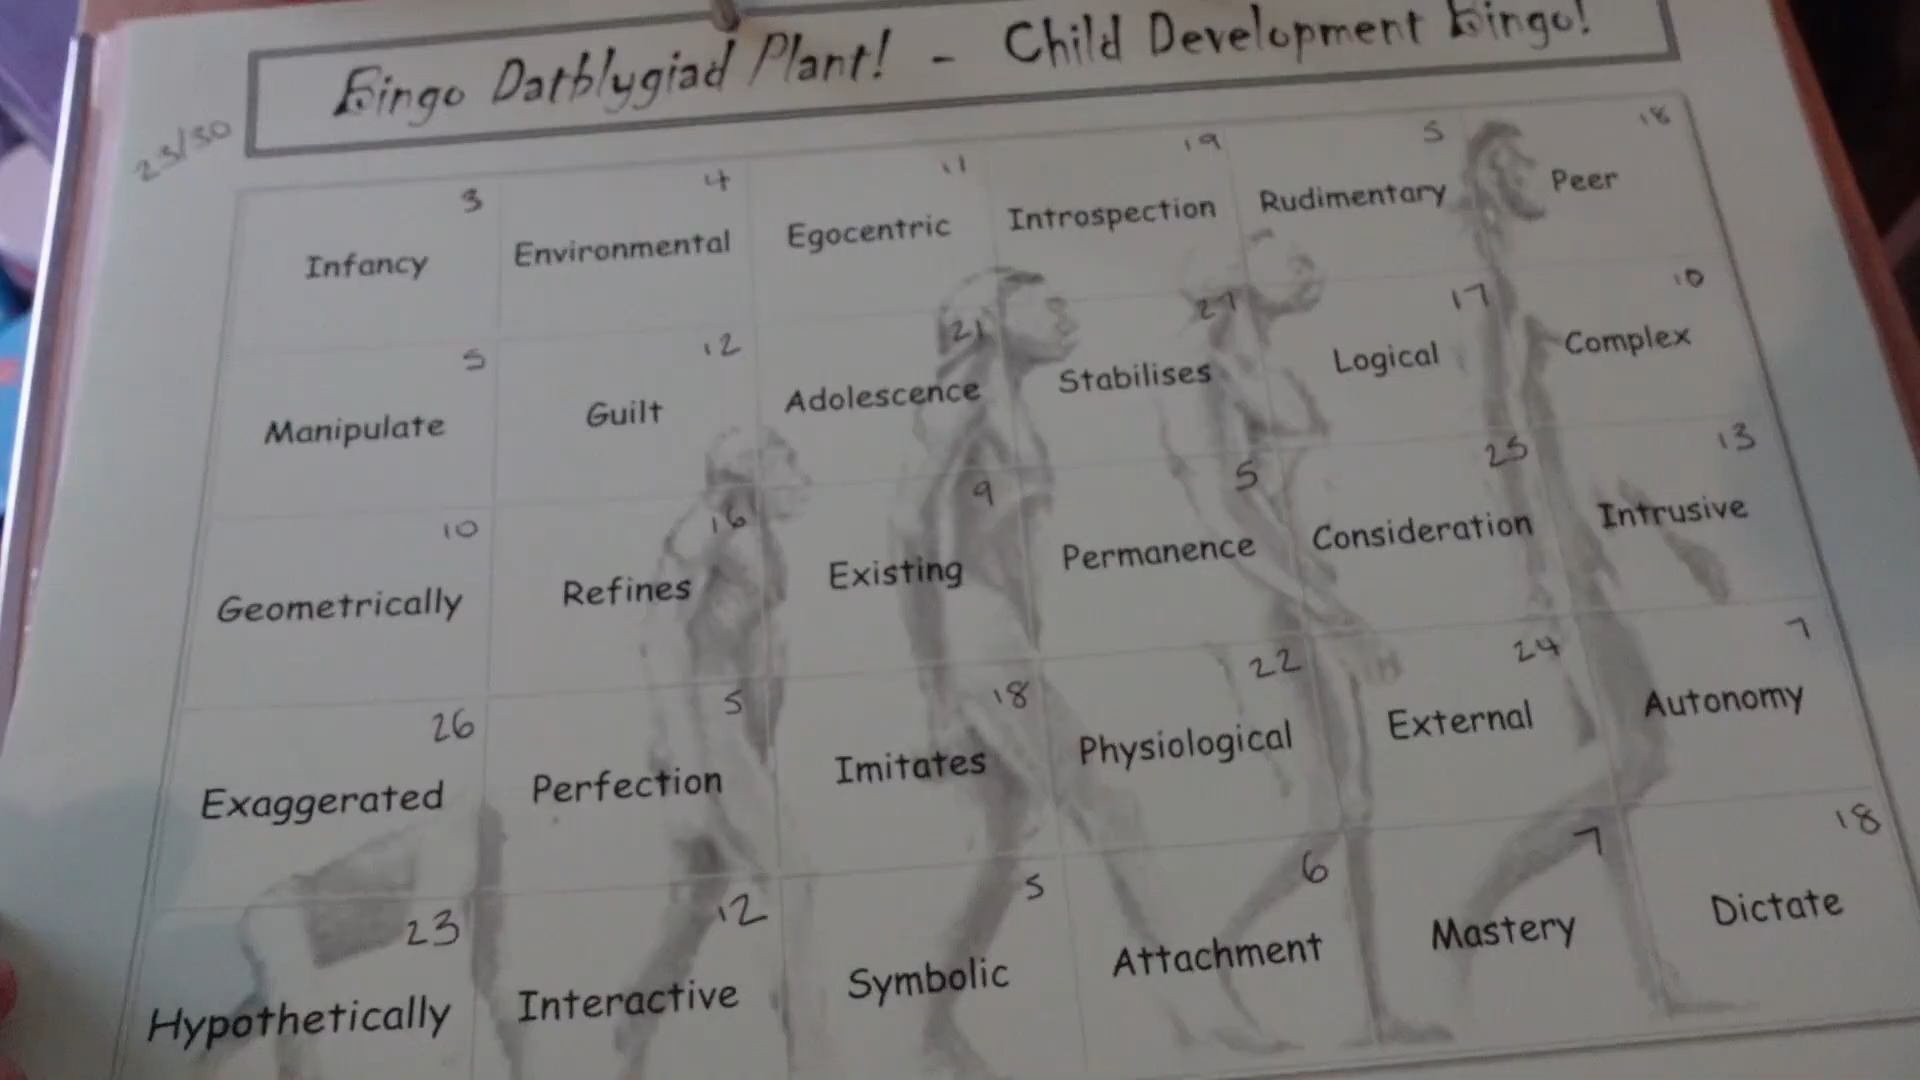 Bingo Datblygiad Plant! - Child Development Bingo!
23/30
3 4 11 19 5 18
Infancy Environmental Egocentric Introspection Rudimentary Peer
5 12 21 27 17 10
Manipulate Guilt Adolescence Stabilises Logical Complex
10 16 9 5 25 13
Geometrically Refines Existing Permanence Consideration Intrusive
26 5 18 22 24 7
Exaggerated Perfection Imitates Physiological External Autonomy
23 12 5 6 7 18
Hypothetically Interactive Symbolic Attachment Mastery Dictate